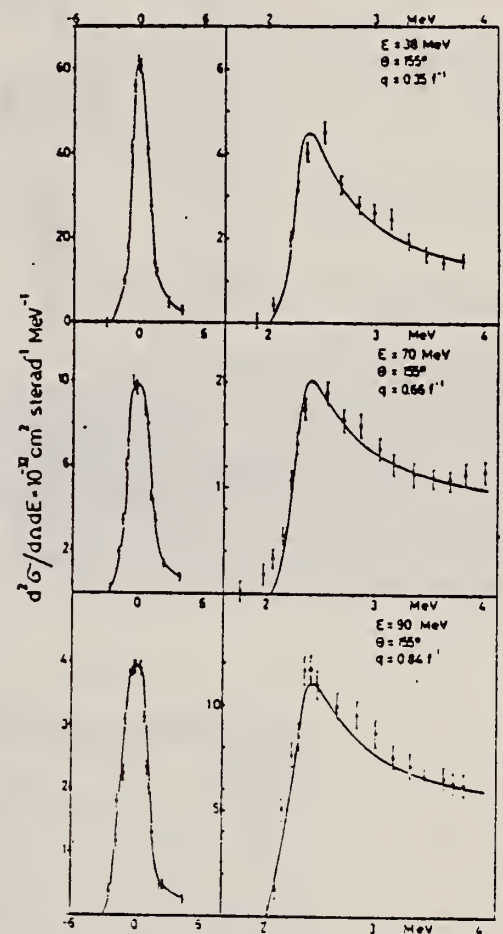 2 3 MeV 4
E = 38 MeV
θ = 155°
q = 0.35 f⁻¹
60
40
20
0
6
4
2
0
-5 0 5
2 3 MeV 4
E = 70 MeV
θ = 155°
q = 0.66 f⁻¹
10
6
2
2
1
0 5
2 3 MeV 4
E = 90 MeV
θ = 155°
q = 0.84 f⁻¹
4
3
2
1
10
5
-5 0 5
2 3 MeV 4
d²σ/dΩdE·10⁻³² cm² sterad⁻¹ MeV⁻¹